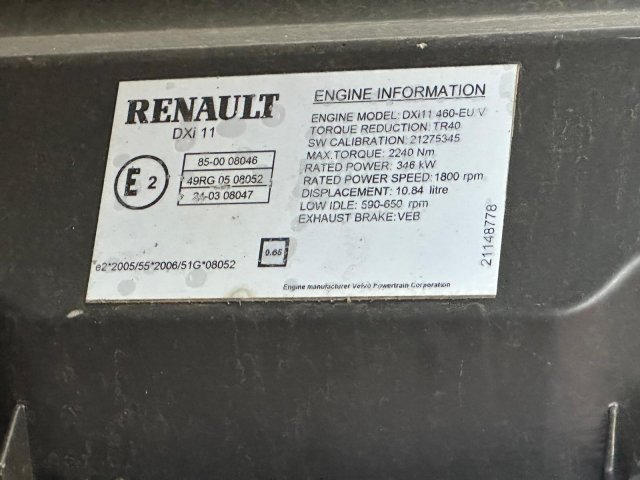 RENAULT
DXi 11
E 2
85-00 08046
49RG 05 08052
24-03 08047
e2*2005/55*2006/51G*08052
0.65
ENGINE INFORMATION
ENGINE MODEL: DXi11 460-EU V
TORQUE REDUCTION: TR40
SW CALIBRATION: 21275345
MAX.TORQUE: 2240 Nm
RATED POWER: 346 kW
RATED POWER SPEED: 1800 rpm
DISPLACEMENT: 10.84 litre
LOW IDLE: 590-650 rpm
EXHAUST BRAKE: VEB
21148778
Engine manufacturer Volvo Powertrain Corporation